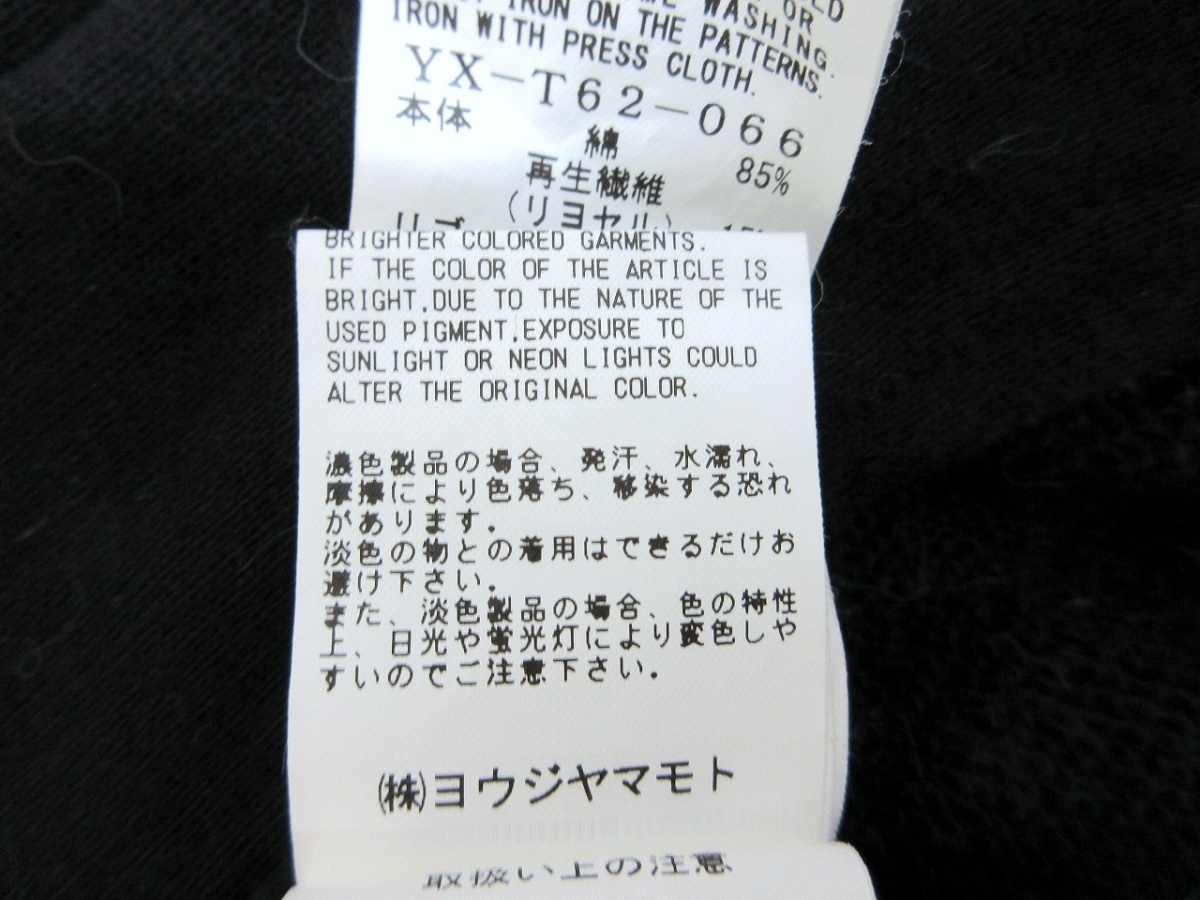 WASHING.
IRON ON THE PATTERNS.
IRON WITH PRESS CLOTH.
YX-T62-066
本体
綿 85%
再生繊維
(リヨセル)
BRIGHTER COLORED GARMENTS.
IF THE COLOR OF THE ARTICLE IS
BRIGHT,DUE TO THE NATURE OF THE
USED PIGMENT,EXPOSURE TO
SUNLIGHT OR NEON LIGHTS COULD
ALTER THE ORIGINAL COLOR.
濃色製品の場合、発汗、水濡れ、
摩擦により色落ち、移染する恐れ
があります。
淡色の物との着用はできるだけお
避け下さい。
また、淡色製品の場合、色の特性
上、日光や蛍光灯により変色しや
すいのでご注意下さい。
㈱ヨウジヤマモト
取扱い上の注意